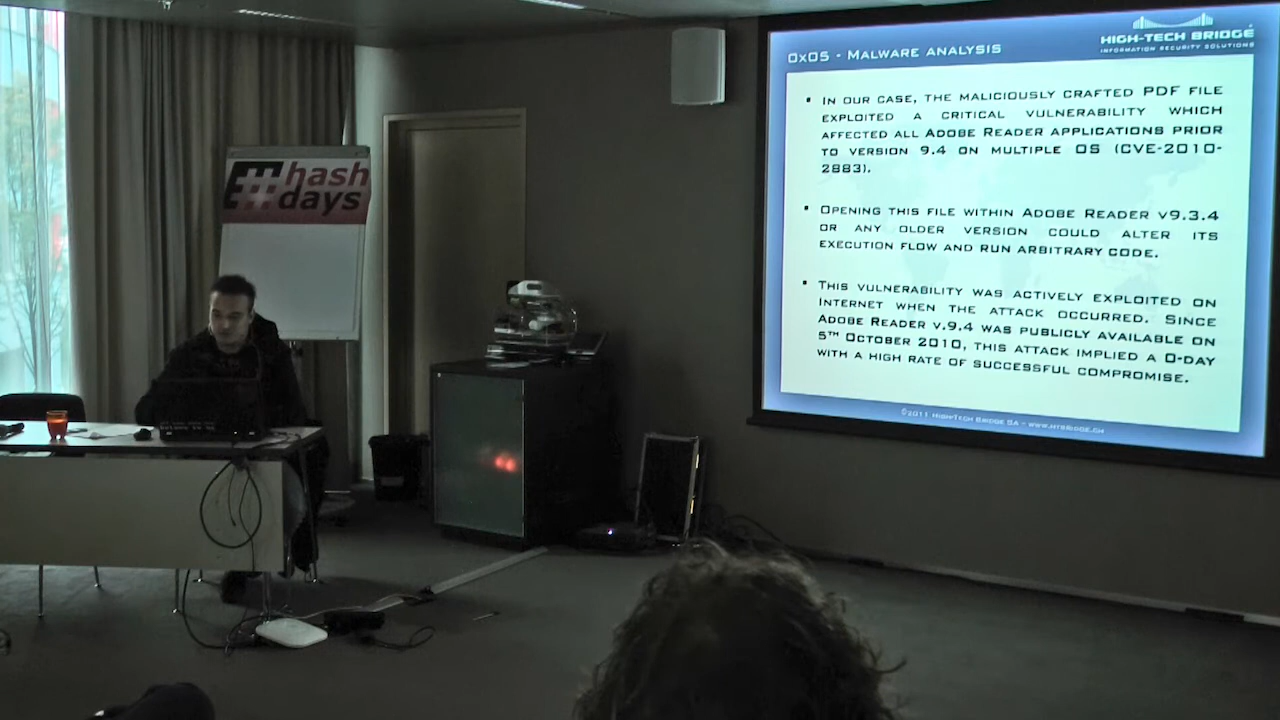 hash
days
0x05 - Malware analysis
HIGH-TECH BRIDGE
INFORMATION SECURITY SOLUTIONS
• In our case, the maliciously crafted PDF file
exploited a critical vulnerability which
affected all Adobe Reader applications prior
to version 9.4 on multiple OS (CVE-2010-
2883).
• Opening this file within Adobe Reader v9.3.4
or any older version could alter its
execution flow and run arbitrary code.
• This vulnerability was actively exploited on
Internet when the attack occurred. Since
Adobe Reader v.9.4 was publicly available on
5th October 2010, this attack implied a 0-day
with a high rate of successful compromise.
©2011 High-Tech Bridge SA – www.htbridge.ch